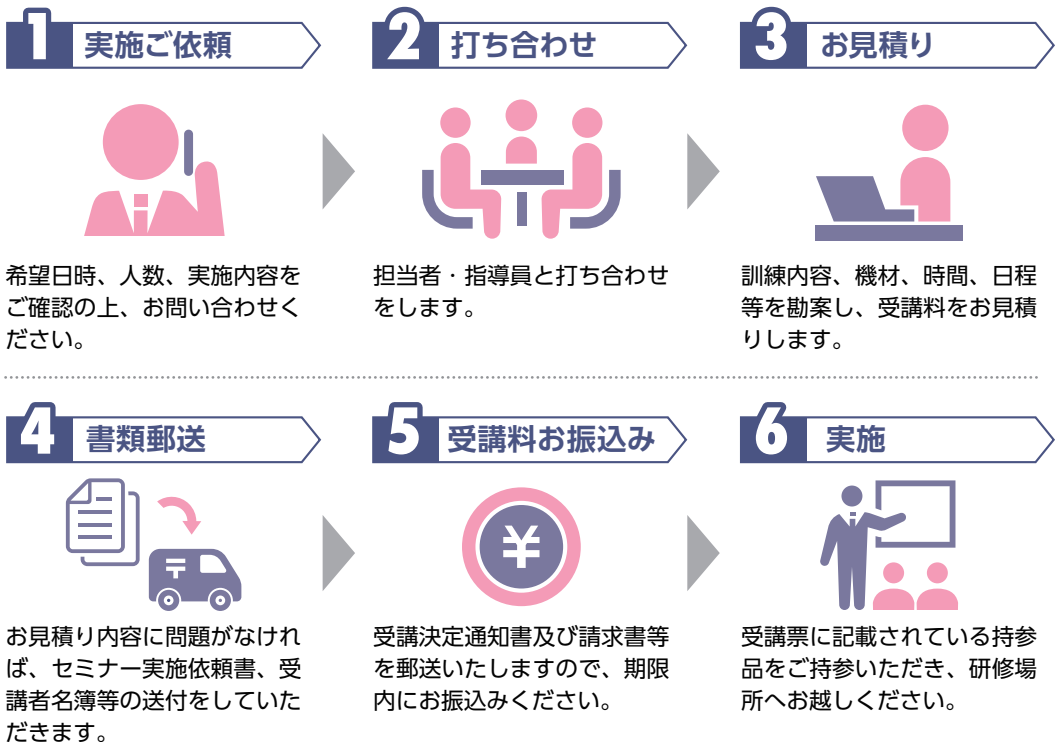 1 実施ご依頼
希望日時、人数、実施内容を
ご確認の上、お問い合わせく
ださい。
2 打ち合わせ
担当者・指導員と打ち合わせ
をします。
3 お見積り
訓練内容、機材、時間、日程
等を勘案し、受講料をお見積
りします。
4 書類郵送
〒
お見積り内容に問題がなけれ
ば、セミナー実施依頼書、受
講者名簿等の送付をしていた
だきます。
5 受講料お振込み
¥
受講決定通知書及び請求書等
を郵送いたしますので、期限
内にお振込みください。
6 実施
受講票に記載されている持参
品をご持参いただき、研修場
所へお越しください。